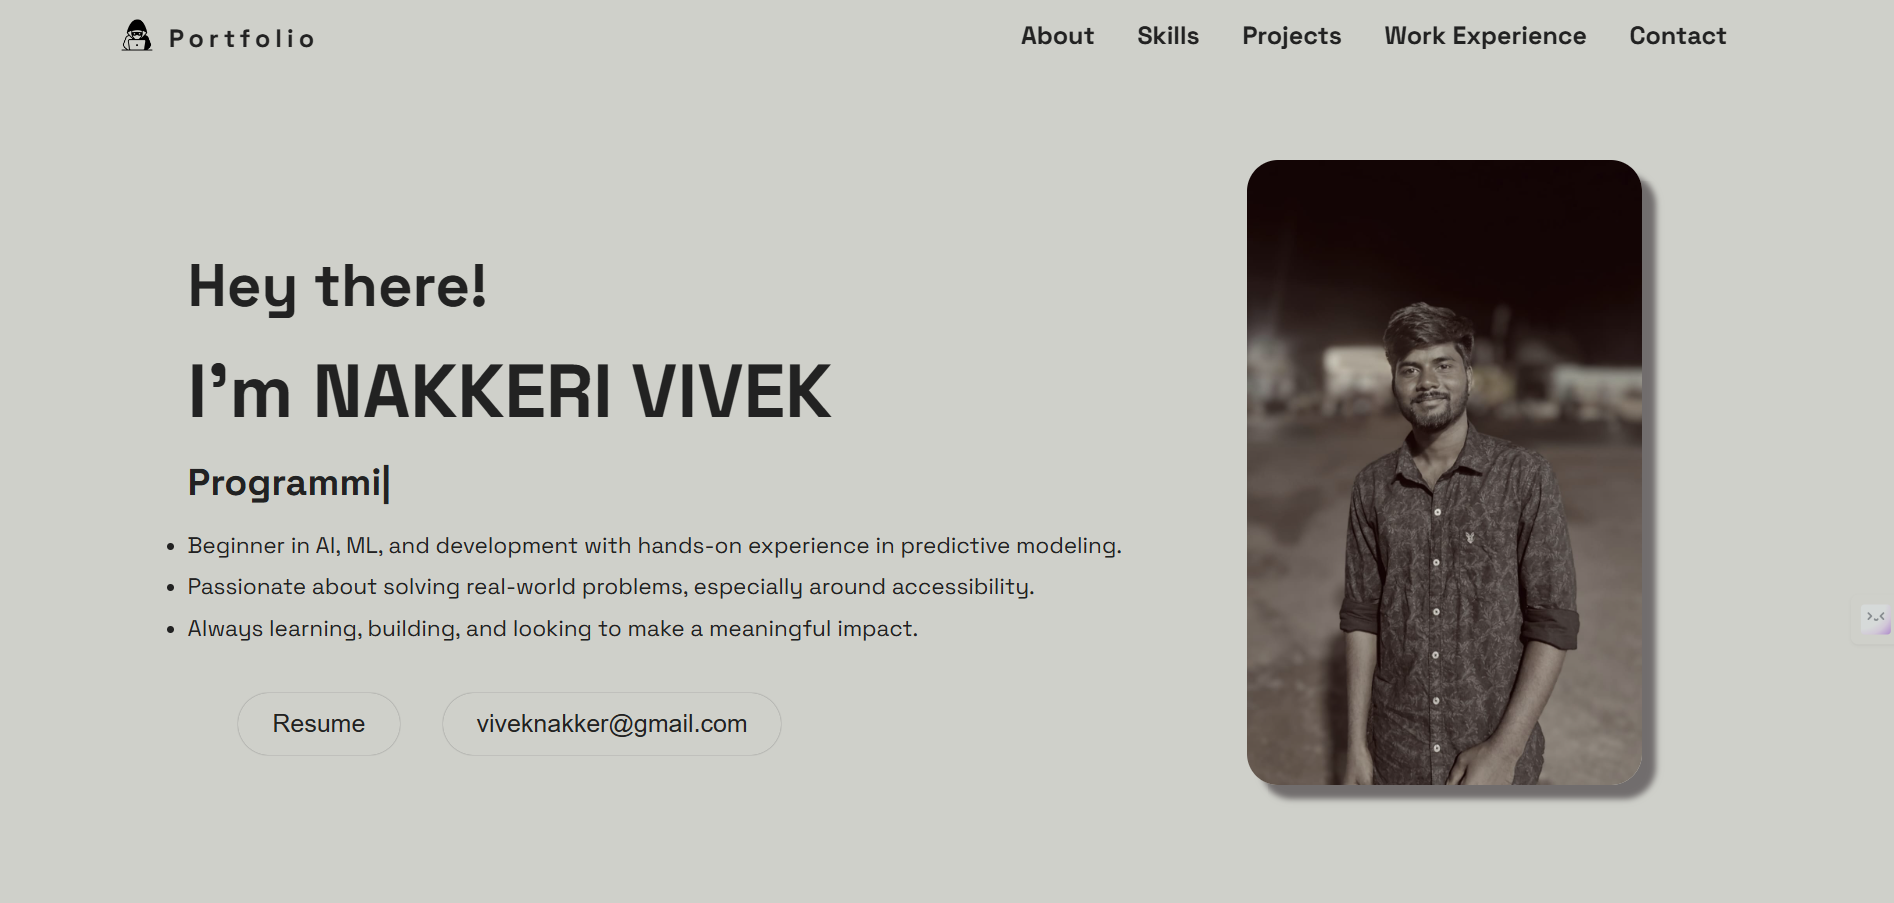 Portfolio
About Skills Projects Work Experience Contact
Hey there!
I'm NAKKERI VIVEK
Programmi|
• Beginner in AI, ML, and development with hands-on experience in predictive modeling.
• Passionate about solving real-world problems, especially around accessibility.
• Always learning, building, and looking to make a meaningful impact.
Resume viveknakker@gmail.com